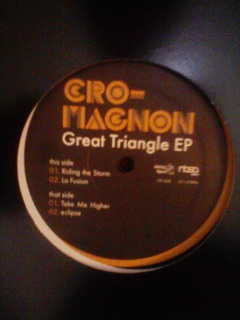 CRO-
MAGNON
Great Triangle EP
this side
01. Riding the Storm
02. La Fusion
that side
01. Take Me Higher
02. eclipse